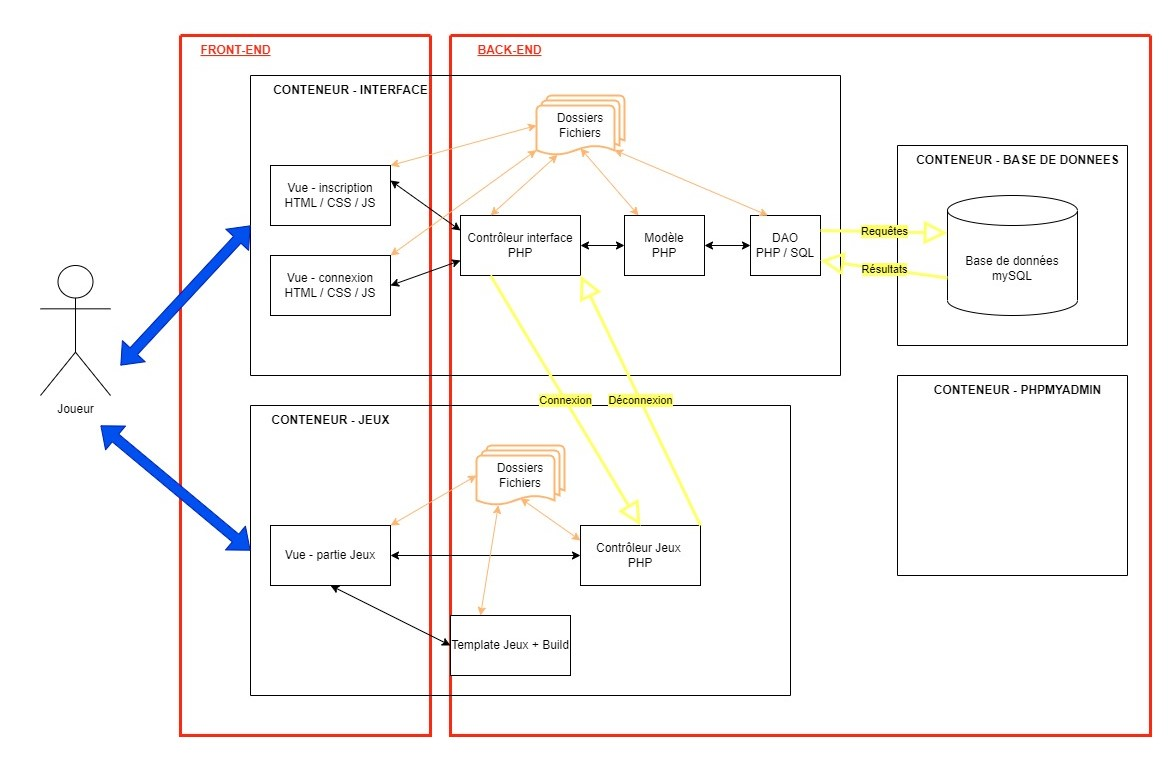 FRONT-END
BACK-END
CONTENEUR - INTERFACE
Dossiers
Fichiers
Vue - inscription
HTML / CSS / JS
Vue - connexion
HTML / CSS / JS
Contrôleur interface
PHP
Modèle
PHP
DAO
PHP / SQL
Requêtes
Résultats
CONTENEUR - BASE DE DONNEES
Base de données
mySQL
Joueur
Connexion
Déconnexion
CONTENEUR - PHPMYADMIN
CONTENEUR - JEUX
Dossiers
Fichiers
Vue - partie Jeux
Contrôleur Jeux
PHP
Template Jeux + Build